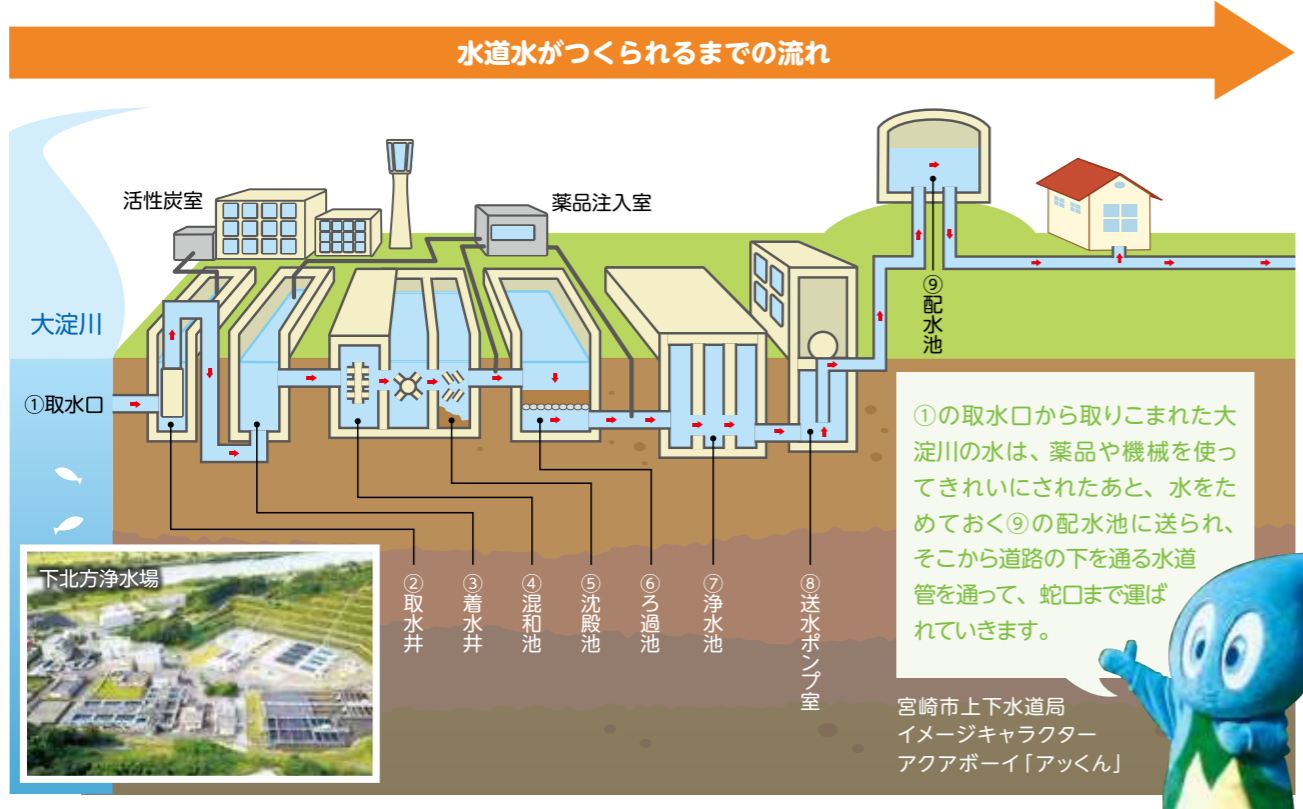 水道水がつくられるまでの流れ
活性炭室
薬品注入室
大淀川
①取水口
②取水井
③着水井
④混和池
⑤沈殿池
⑥ろ過池
⑦浄水池
⑧送水ポンプ室
⑨配水池
①の取水口から取りこまれた大
淀川の水は、薬品や機械を使っ
てきれいにされたあと、水をた
めておく⑨の配水池に送られ、
そこから道路の下を通る水道
管を通って、蛇口まで運ば
れていきます。
下北方浄水場
宮崎市上下水道局
イメージキャラクター
アクアボーイ「アッくん」